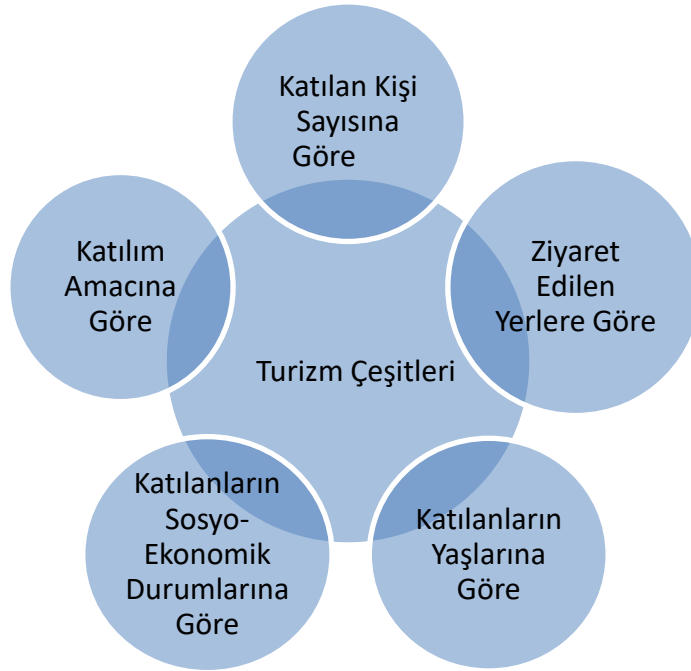 Katılan Kişi
Sayısına
Göre
Ziyaret
Edilen
Yerlere Göre
Katılanların
Yaşlarına
Göre
Katılanların
Sosyo-
Ekonomik
Durumlarına
Göre
Katılım
Amacına
Göre
Turizm Çeşitleri